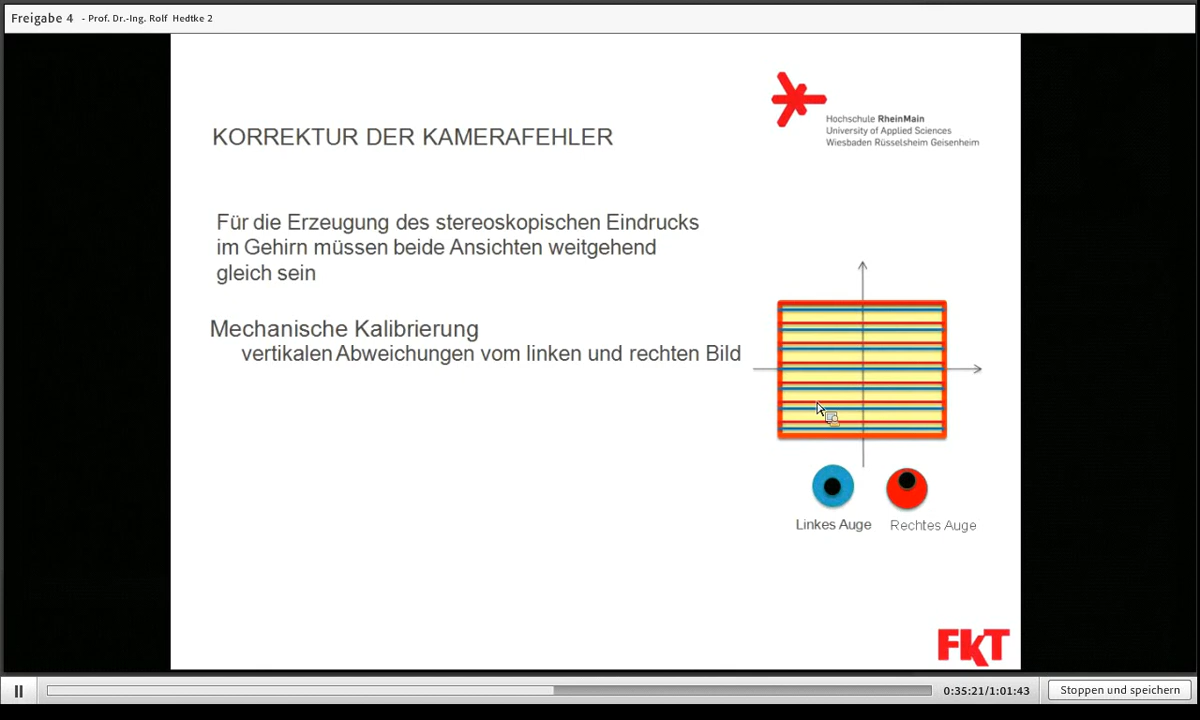 Freigabe 4 - Prof. Dr.-Ing. Rolf Hedtke 2
Hochschule RheinMain
University of Applied Sciences
Wiesbaden Rüsselsheim Geisenheim
KORREKTUR DER KAMERAFEHLER
Für die Erzeugung des stereoskopischen Eindrucks
im Gehirn müssen beide Ansichten weitgehend
gleich sein
Mechanische Kalibrierung
vertikalen Abweichungen vom linken und rechten Bild
Linkes Auge Rechtes Auge
FKT
0:35:21/1:01:43 Stoppen und speichern